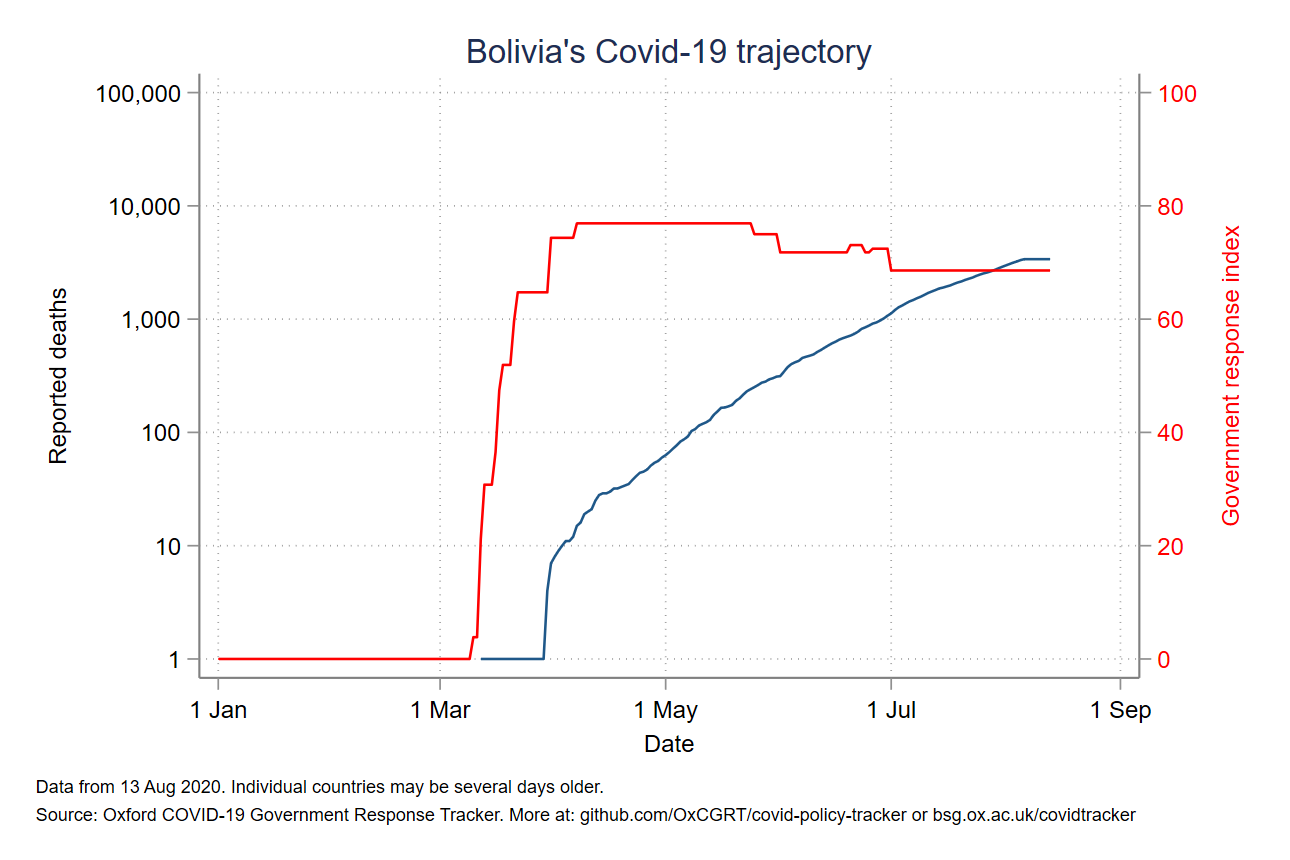 Bolivia's Covid-19 trajectory
100,000
10,000
1,000
100
10
1
Reported deaths
100
80
60
40
20
0
Government response index
1 Jan
1 Mar
1 May
1 Jul
1 Sep
Date
Data from 13 Aug 2020. Individual countries may be several days older.
Source: Oxford COVID-19 Government Response Tracker. More at: github.com/OxCGRT/covid-policy-tracker or bsg.ox.ac.uk/covidtracker